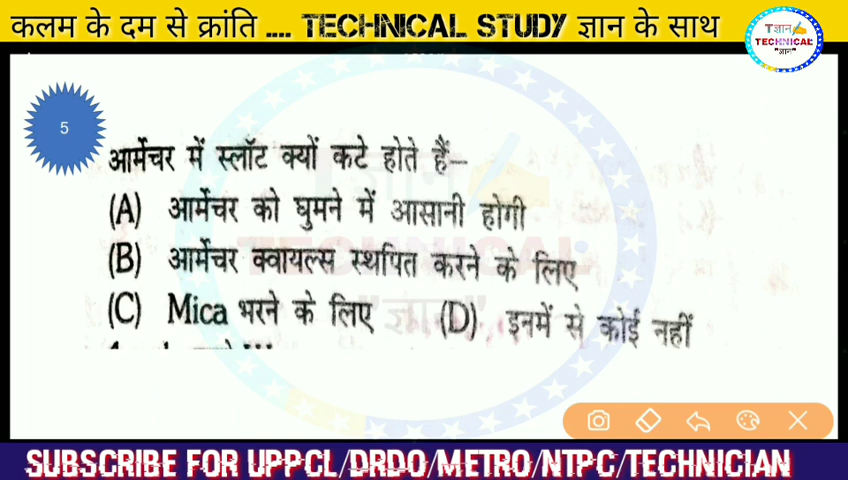 कलम के दम से क्रांति .... TECHNICAL STUDY ज्ञान के साथ
Tज्ञान
TECHNICAL
"ज्ञान"
5
आर्मेचर में स्लॉट क्यों कटे होते हैं–
(A) आर्मेचर को घुमने में आसानी होगी
(B) आर्मेचर क्वायल्स स्थपित करने के लिए
(C) Mica भरने के लिए (D) इनमें से कोई नहीं
SUBSCRIBE FOR UPPCL/DRDO/METRO/NTPC/TECHNICIAN